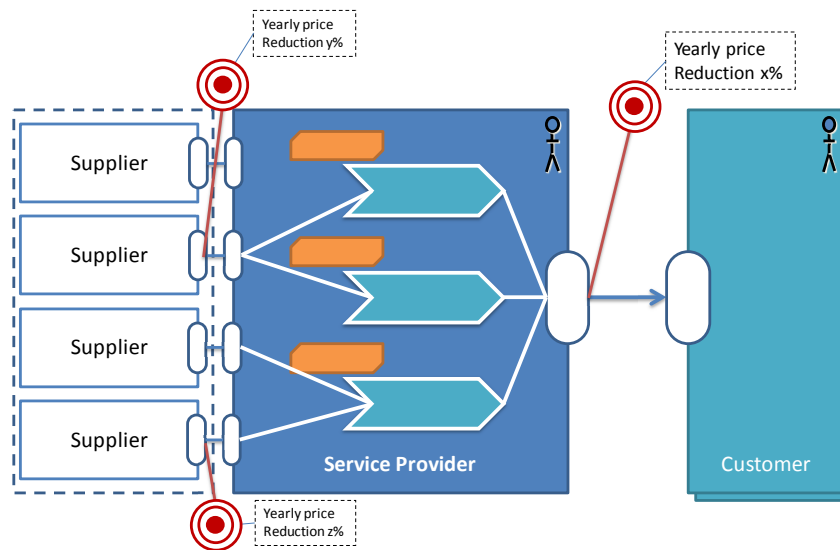 Yearly price
Reduction y%
Yearly price
Reduction x%
Supplier
Supplier
Supplier
Supplier
Service Provider
Customer
Yearly price
Reduction z%